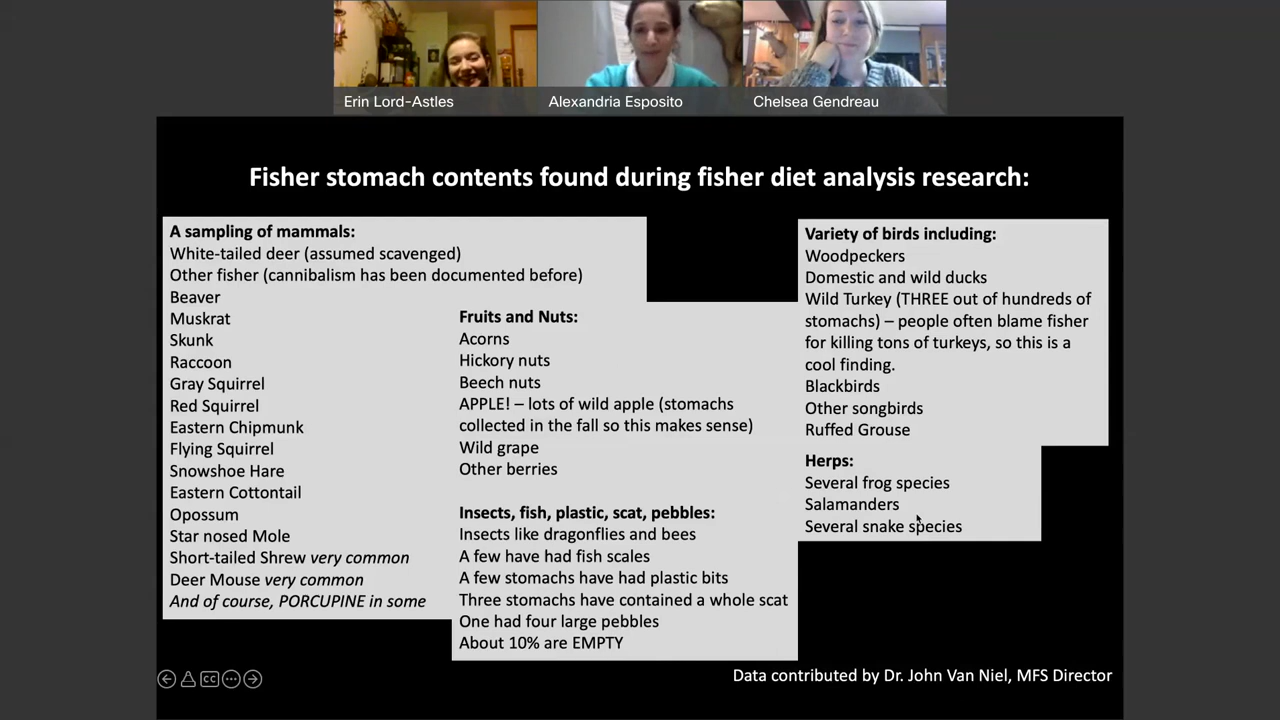 Erin Lord-Astles
Alexandria Esposito
Chelsea Gendreau
Fisher stomach contents found during fisher diet analysis research:
A sampling of mammals:
White-tailed deer (assumed scavenged)
Other fisher (cannibalism has been documented before)
Beaver
Muskrat
Skunk
Raccoon
Gray Squirrel
Red Squirrel
Eastern Chipmunk
Flying Squirrel
Snowshoe Hare
Eastern Cottontail
Opossum
Star nosed Mole
Short-tailed Shrew very common
Deer Mouse very common
And of course, PORCUPINE in some
Fruits and Nuts:
Acorns
Hickory nuts
Beech nuts
APPLE! – lots of wild apple (stomachs
collected in the fall so this makes sense)
Wild grape
Other berries
Insects, fish, plastic, scat, pebbles:
Insects like dragonflies and bees
A few have had fish scales
A few stomachs have had plastic bits
Three stomachs have contained a whole scat
One had four large pebbles
About 10% are EMPTY
Variety of birds including:
Woodpeckers
Domestic and wild ducks
Wild Turkey (THREE out of hundreds of
stomachs) – people often blame fisher
for killing tons of turkeys, so this is a
cool finding.
Blackbirds
Other songbirds
Ruffed Grouse
Herps:
Several frog species
Salamanders
Several snake species
CC
Data contributed by Dr. John Van Niel, MFS Director